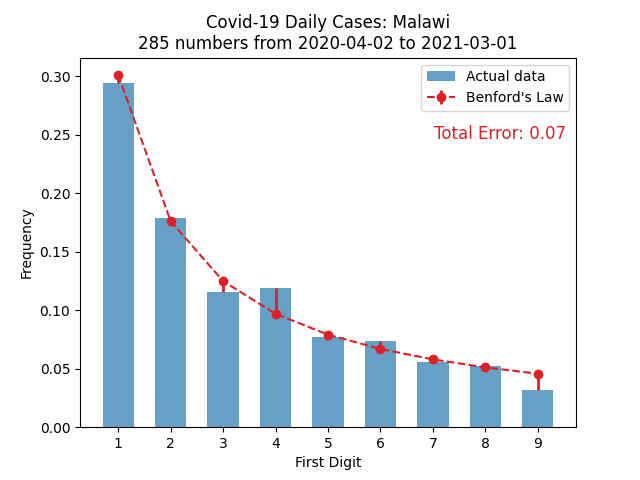 Covid-19 Daily Cases: Malawi
285 numbers from 2020-04-02 to 2021-03-01
Actual data
Benford's Law
Total Error: 0.07
0.30
0.25
0.20
0.15
0.10
0.05
0.00
Frequency
1 2 3 4 5 6 7 8 9
First Digit